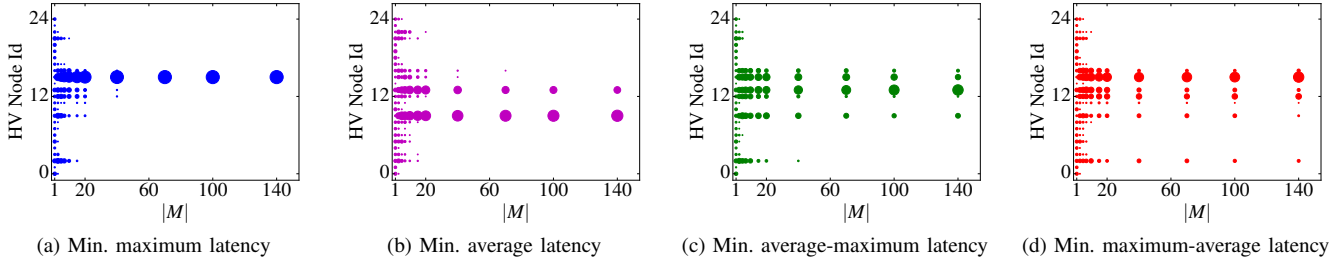 HV Node Id
24
12
0
1 20 60 100 140
|M|
(a) Min. maximum latency
HV Node Id
24
12
0
1 20 60 100 140
|M|
(b) Min. average latency
HV Node Id
24
12
0
1 20 60 100 140
|M|
(c) Min. average-maximum latency
HV Node Id
24
12
0
1 20 60 100 140
|M|
(d) Min. maximum-average latency